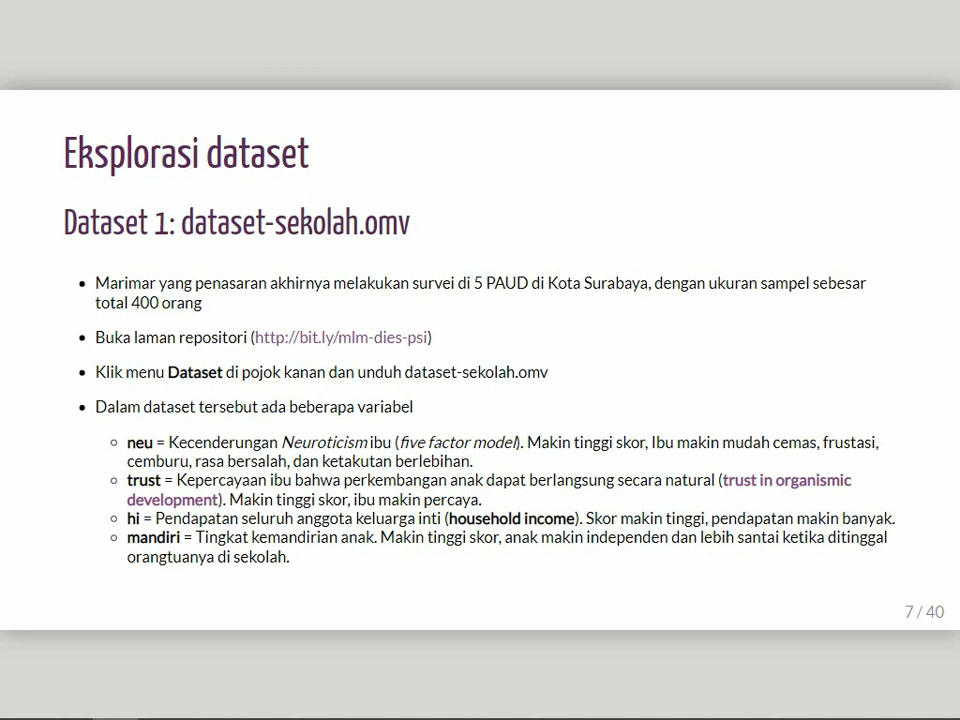 Eksplorasi dataset
Dataset 1: dataset-sekolah.omv
• Marimar yang penasaran akhirnya melakukan survei di 5 PAUD di Kota Surabaya, dengan ukuran sampel sebesar
total 400 orang
• Buka laman repositori (http://bit.ly/mlm-dies-psi)
• Klik menu Dataset di pojok kanan dan unduh dataset-sekolah.omv
• Dalam dataset tersebut ada beberapa variabel
◦ neu = Kecenderungan Neuroticism ibu (five factor model). Makin tinggi skor, Ibu makin mudah cemas, frustasi,
cemburu, rasa bersalah, dan ketakutan berlebihan.
◦ trust = Kepercayaan ibu bahwa perkembangan anak dapat berlangsung secara natural (trust in organismic
development). Makin tinggi skor, ibu makin percaya.
◦ hi = Pendapatan seluruh anggota keluarga inti (household income). Skor makin tinggi, pendapatan makin banyak.
◦ mandiri = Tingkat kemandirian anak. Makin tinggi skor, anak makin independen dan lebih santai ketika ditinggal
orangtuanya di sekolah.
7 / 40